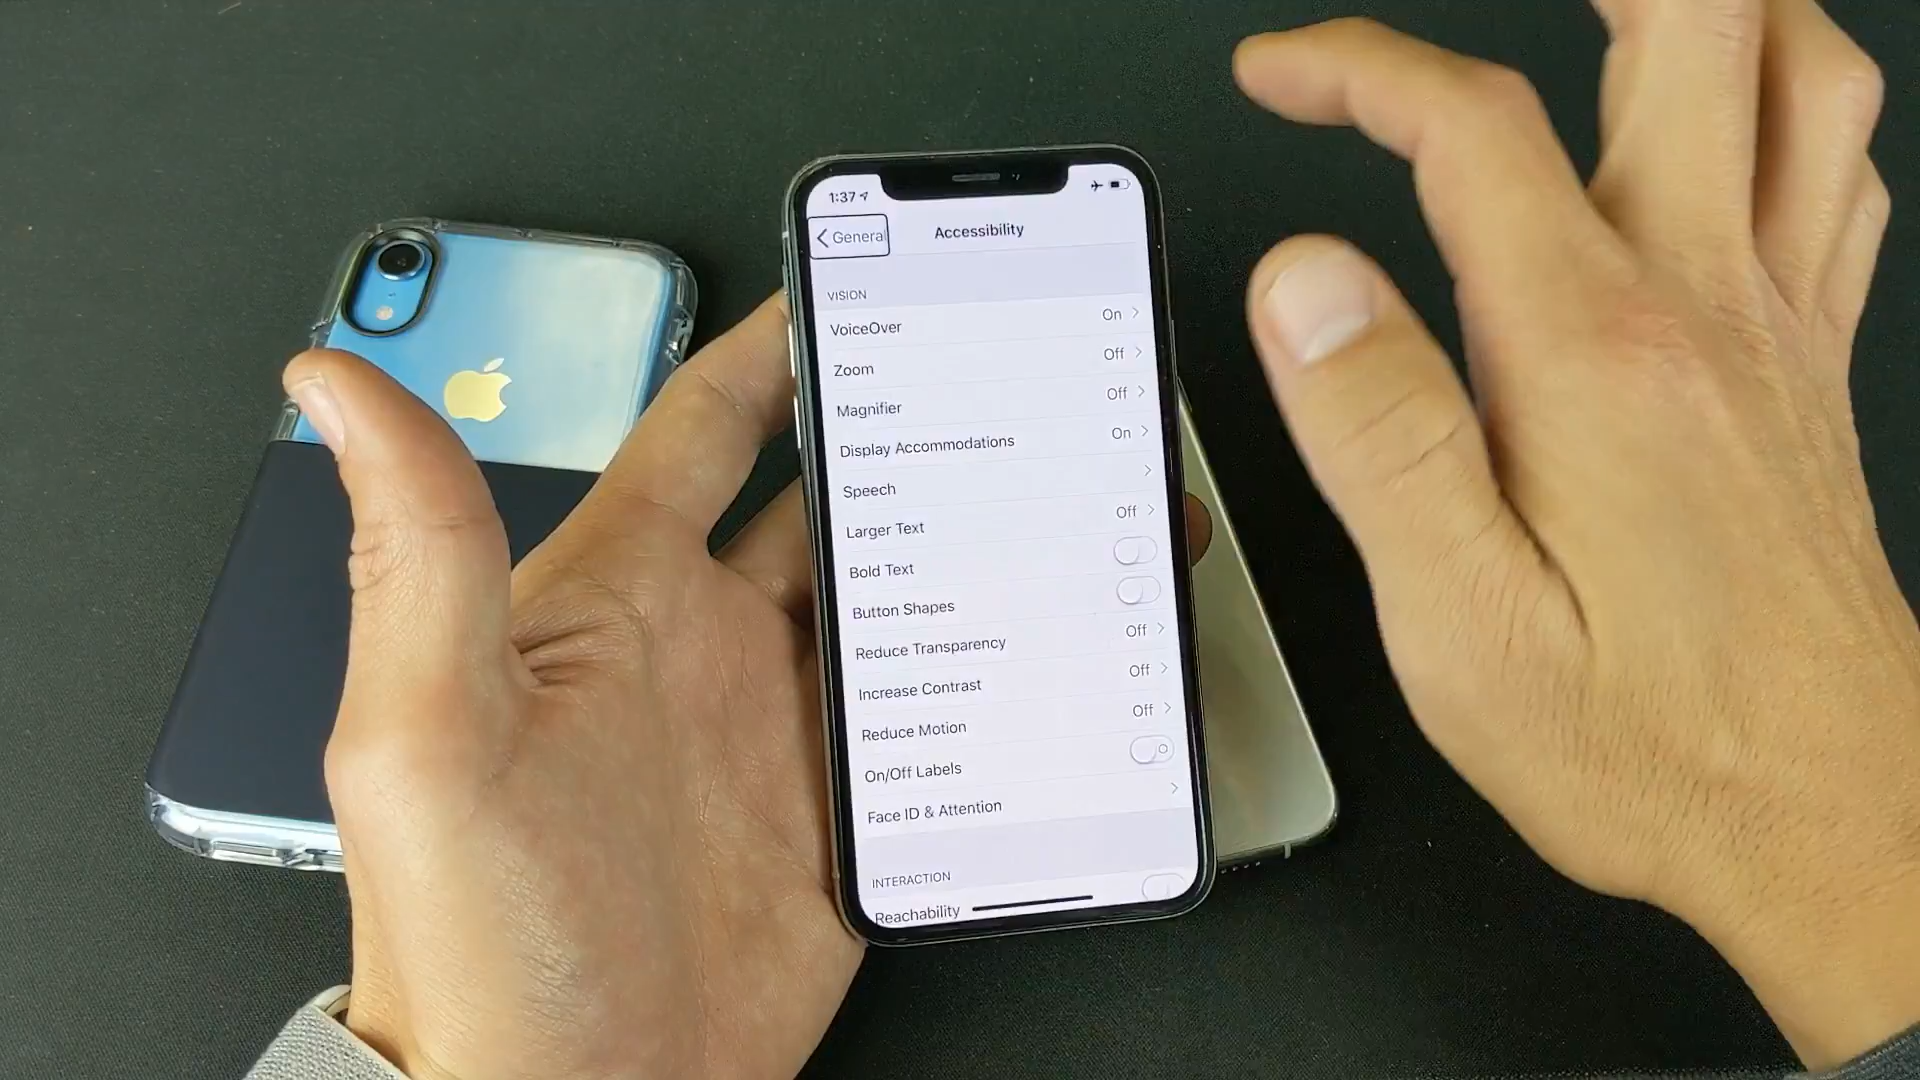 1:37
General Accessibility
VISION
VoiceOver On
Zoom Off
Magnifier Off
Display Accommodations On
Speech
Larger Text Off
Bold Text
Button Shapes
Reduce Transparency Off
Increase Contrast Off
Reduce Motion Off
On/Off Labels
Face ID & Attention
INTERACTION
Reachability